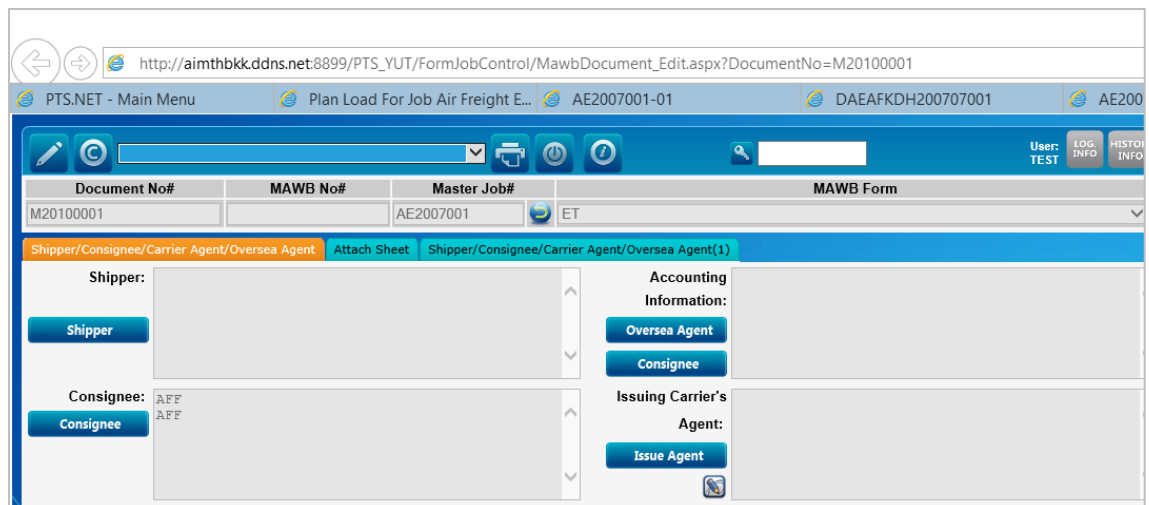 http://aimthbkk.ddns.net:8899/PTS_YUT/FormJobControl/MawbDocument_Edit.aspx?DocumentNo=M20100001
PTS.NET - Main Menu Plan Load For Job Air Freight E... AE2007001-01 DAEAFKDH200707001 AE200
User: TEST LOG. INFO HISTOR INFO
Document No# MAWB No# Master Job# MAWB Form
M20100001 AE2007001 ET
Shipper/Consignee/Carrier Agent/Oversea Agent Attach Sheet Shipper/Consignee/Carrier Agent/Oversea Agent(1)
Shipper:
Shipper
Accounting
Information:
Oversea Agent
Consignee
Consignee: AFF
AFF
Consignee
Issuing Carrier's
Agent:
Issue Agent